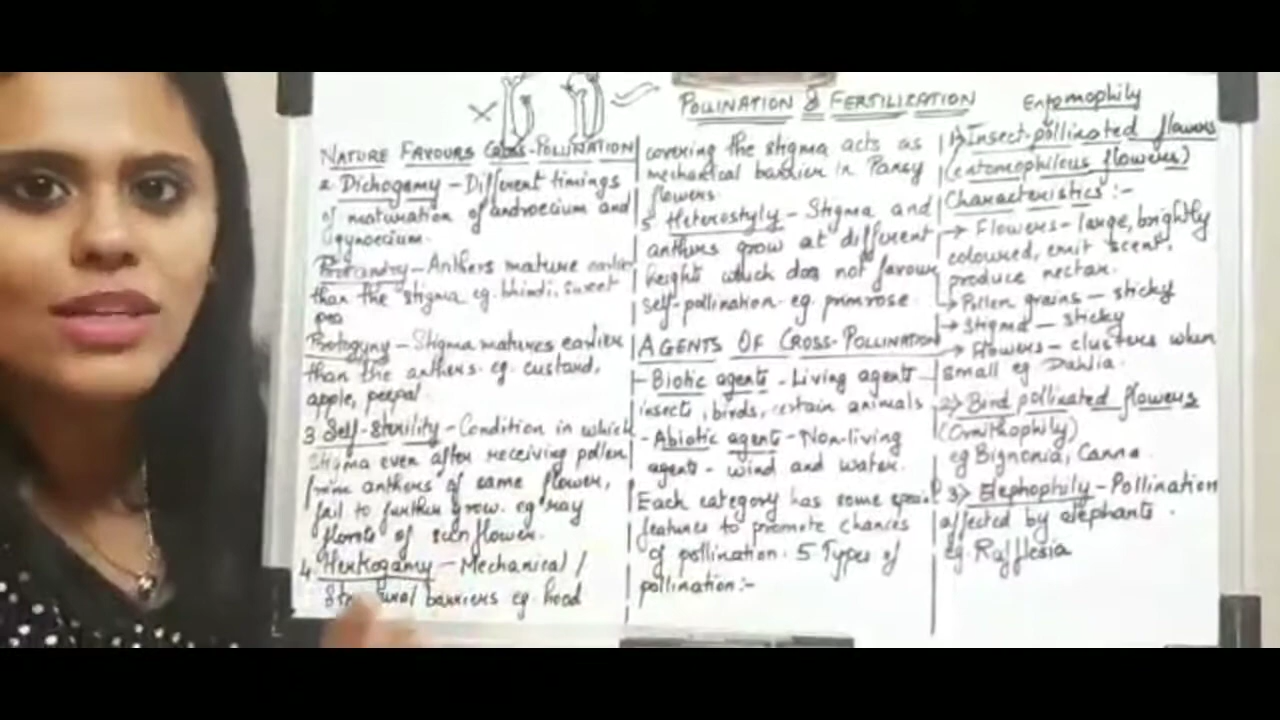 POLLINATION & FERTILIZATION
NATURE FAVOURS CROSS-POLLINATION
2 Dichogamy - Different timings
of maturation of androecium and
gynoecium.
Protandry - Anthers mature earlier
than the stigma eg. bhindi, sweet
pea
Protogyny - Stigma matures earlier
than the anthers. eg. custard,
apple, peepal
3 Self-Sterility - Condition in which
stigma even after receiving pollen
from anthers of same flower,
fail to further grow. eg ray
florets of sunflower.
4 Herkogamy - Mechanical /
Structural barriers eg. hood
covering the stigma acts as
mechanical barrier in Pansy
flowers.
5 Heterostyly - Stigma and
anthers grow at different
height which does not favour
self-pollination. eg. primrose.
AGENTS OF CROSS-POLLINATION
- Biotic agents - Living agents
insects, birds, certain animals
- Abiotic agents - Non-living
agents - wind and water.
Each category has some
features to promote chances
of pollination. 5 Types of
pollination:-
Entomophily
1) Insect-pollinated flowers
(entomophilous flowers)
Characteristics:-
→ Flowers - large, brightly
coloured, emit scent,
produce nectar.
→ Pollen grains - sticky
→ Stigma - sticky
→ Flowers - clusters when
small eg Dahlia.
2) Bird pollinated flowers
(Ornithophily)
eg Bignonia, Canna.
3) Elephophily - Pollination
affected by elephants.
eg. Rafflesia